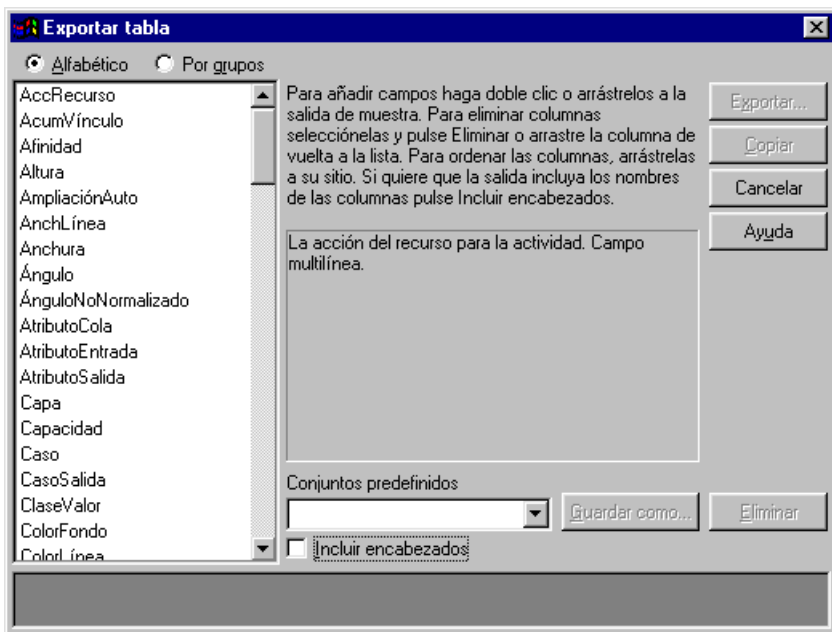 Exportar tabla
Alfabético
Por grupos
AccRecurso
AcumVínculo
Afinidad
Altura
AmpliaciónAuto
AnchLínea
Anchura
Ángulo
ÁnguloNoNormalizado
AtributoCola
AtributoEntrada
AtributoSalida
Capa
Capacidad
Caso
CasoSalida
ClaseValor
ColorFondo
ColorLínea
Para añadir campos haga doble clic o arrástrelos a la
salida de muestra. Para eliminar columnas
selecciónelas y pulse Eliminar o arrastre la columna de
vuelta a la lista. Para ordenar las columnas, arrástrelas
a su sitio. Si quiere que la salida incluya los nombres
de las columnas pulse Incluir encabezados.
La acción del recurso para la actividad. Campo
multilínea.
Conjuntos predefinidos
Guardar como...
Eliminar
Incluir encabezados
Exportar...
Copiar
Cancelar
Ayuda